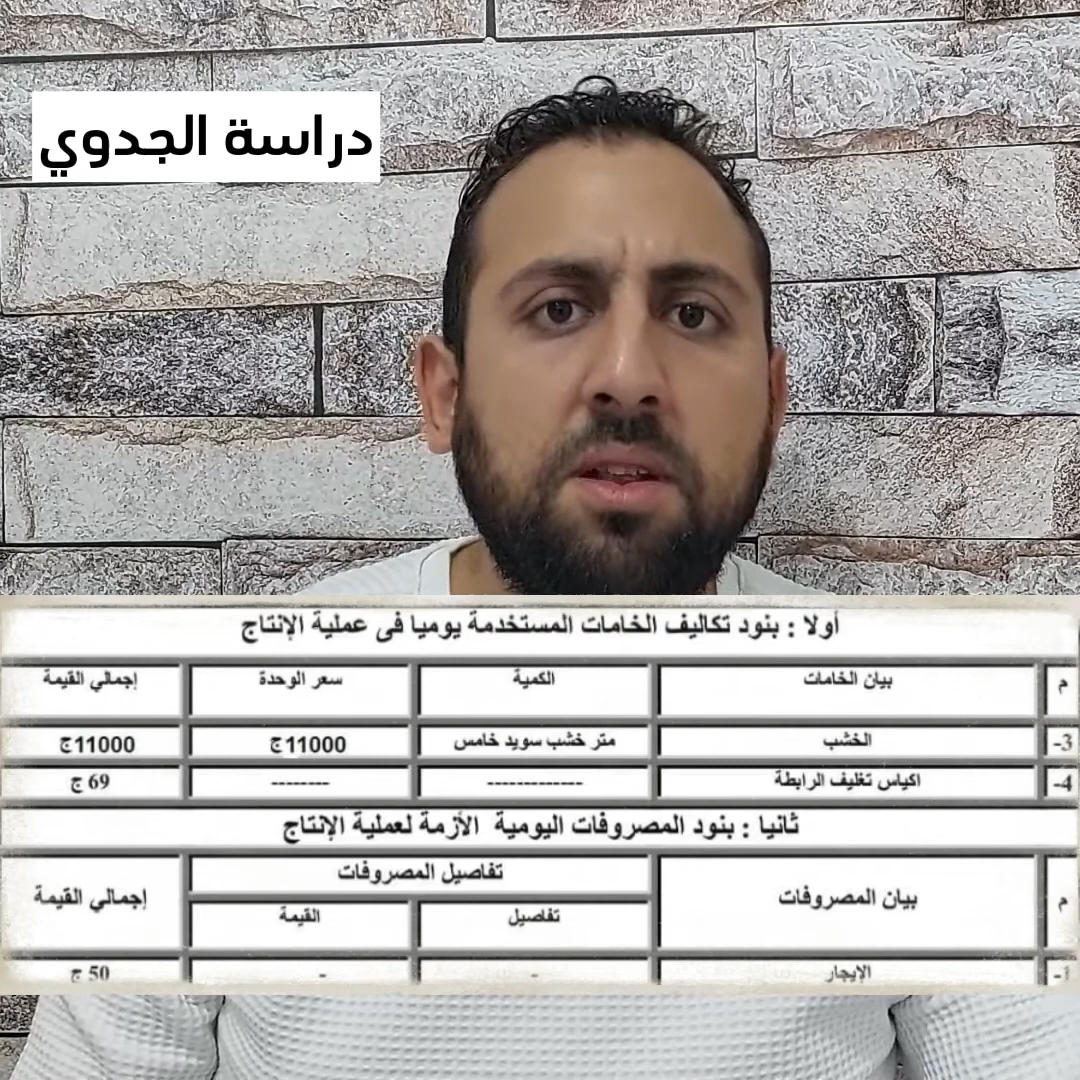 دراسة الجدوي
أولا : بنود تكاليف الخامات المستخدمة يوميا فى عملية الإنتاج
م بيان الخامات الكمية سعر الوحدة إجمالي القيمة
3- الخشب متر خشب سويد خامس 11000ج 11000ج
4- اكياس تغليف الرابطة ------------- -------- 69 ج
ثانيا : بنود المصروفات اليومية الأزمة لعملية الإنتاج
م بيان المصروفات تفاصيل المصروفات إجمالي القيمة
تفاصيل القيمة
1- الإيجار - - 50 ج